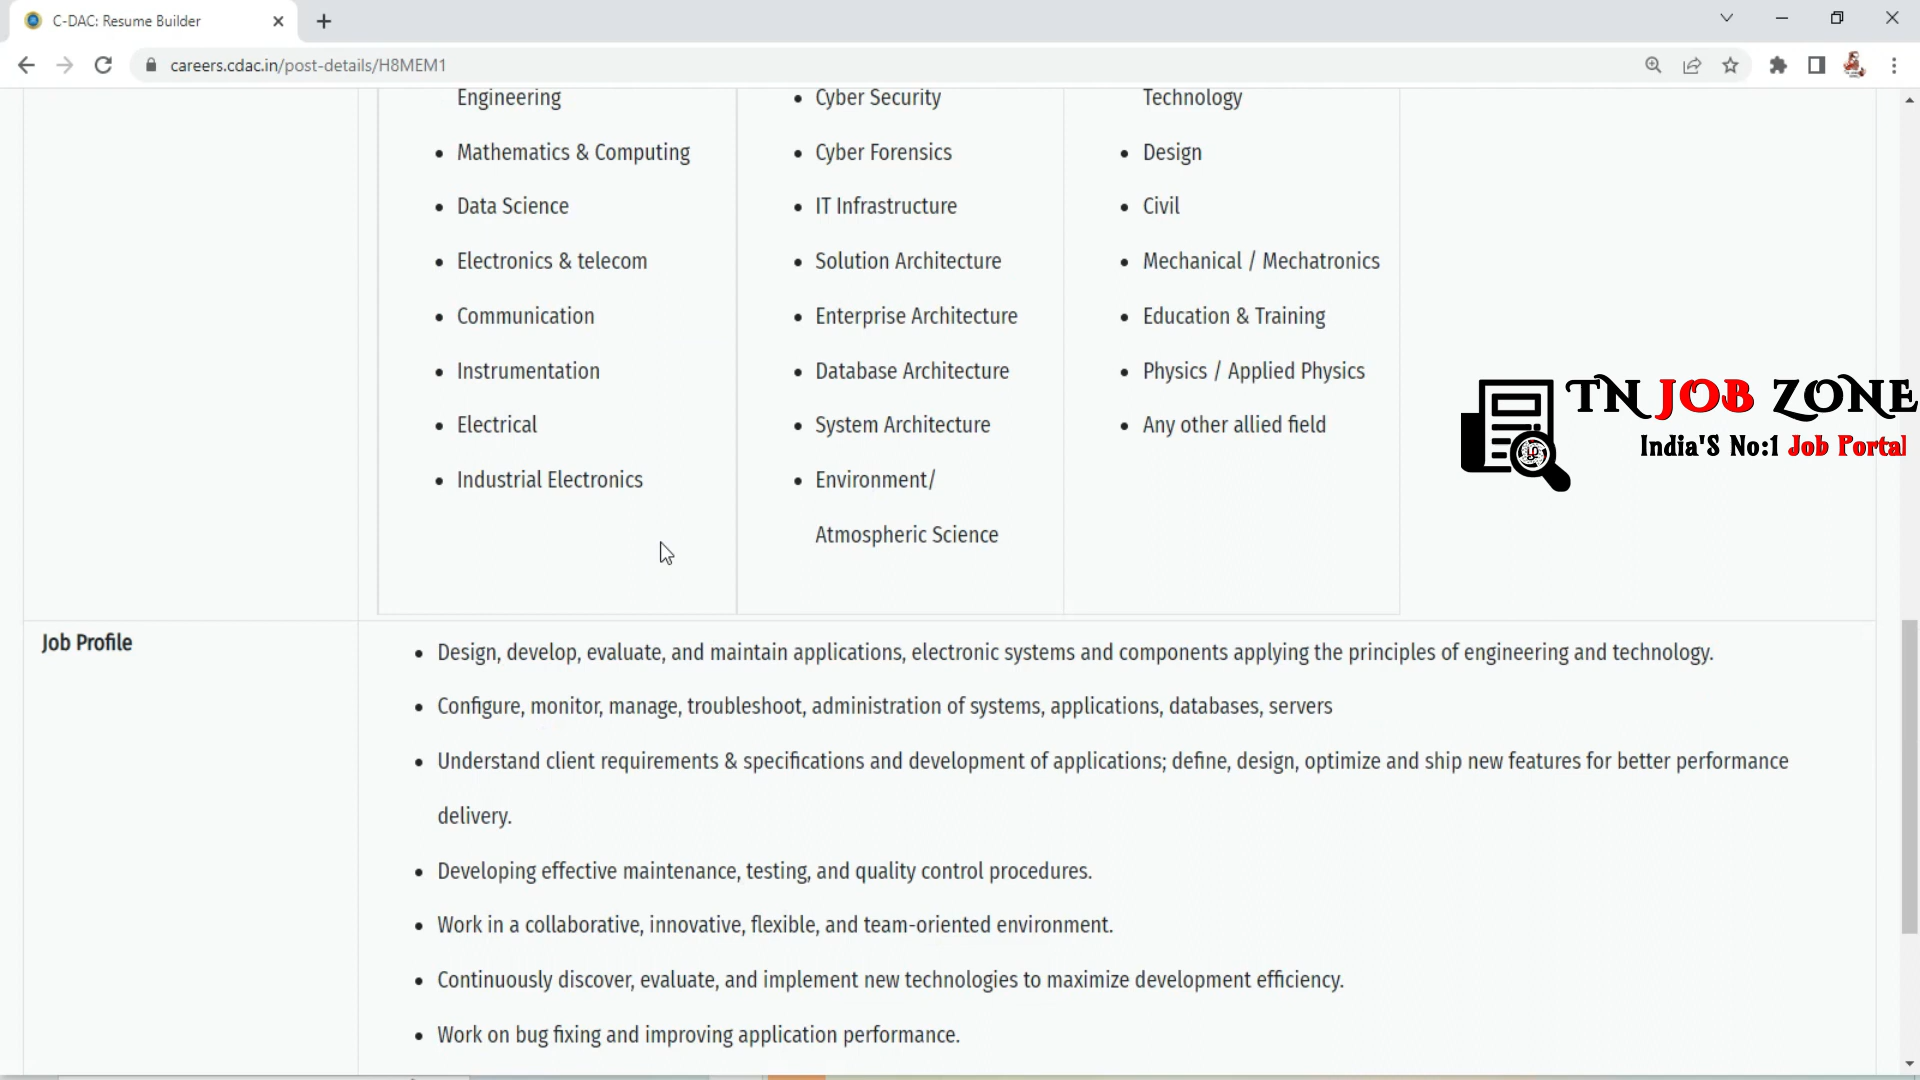 C-DAC: Resume Builder
careers.cdac.in/post-details/H8MEM1
Engineering
Mathematics & Computing
Data Science
Electronics & telecom
Communication
Instrumentation
Electrical
Industrial Electronics
Cyber Security
Cyber Forensics
IT Infrastructure
Solution Architecture
Enterprise Architecture
Database Architecture
System Architecture
Environment/
Atmospheric Science
Technology
Design
Civil
Mechanical / Mechatronics
Education & Training
Physics / Applied Physics
Any other allied field
TN JOB ZONE
India'S No:1 Job Portal
Job Profile
Design, develop, evaluate, and maintain applications, electronic systems and components applying the principles of engineering and technology.
Configure, monitor, manage, troubleshoot, administration of systems, applications, databases, servers
Understand client requirements & specifications and development of applications; define, design, optimize and ship new features for better performance
delivery.
Developing effective maintenance, testing, and quality control procedures.
Work in a collaborative, innovative, flexible, and team-oriented environment.
Continuously discover, evaluate, and implement new technologies to maximize development efficiency.
Work on bug fixing and improving application performance.